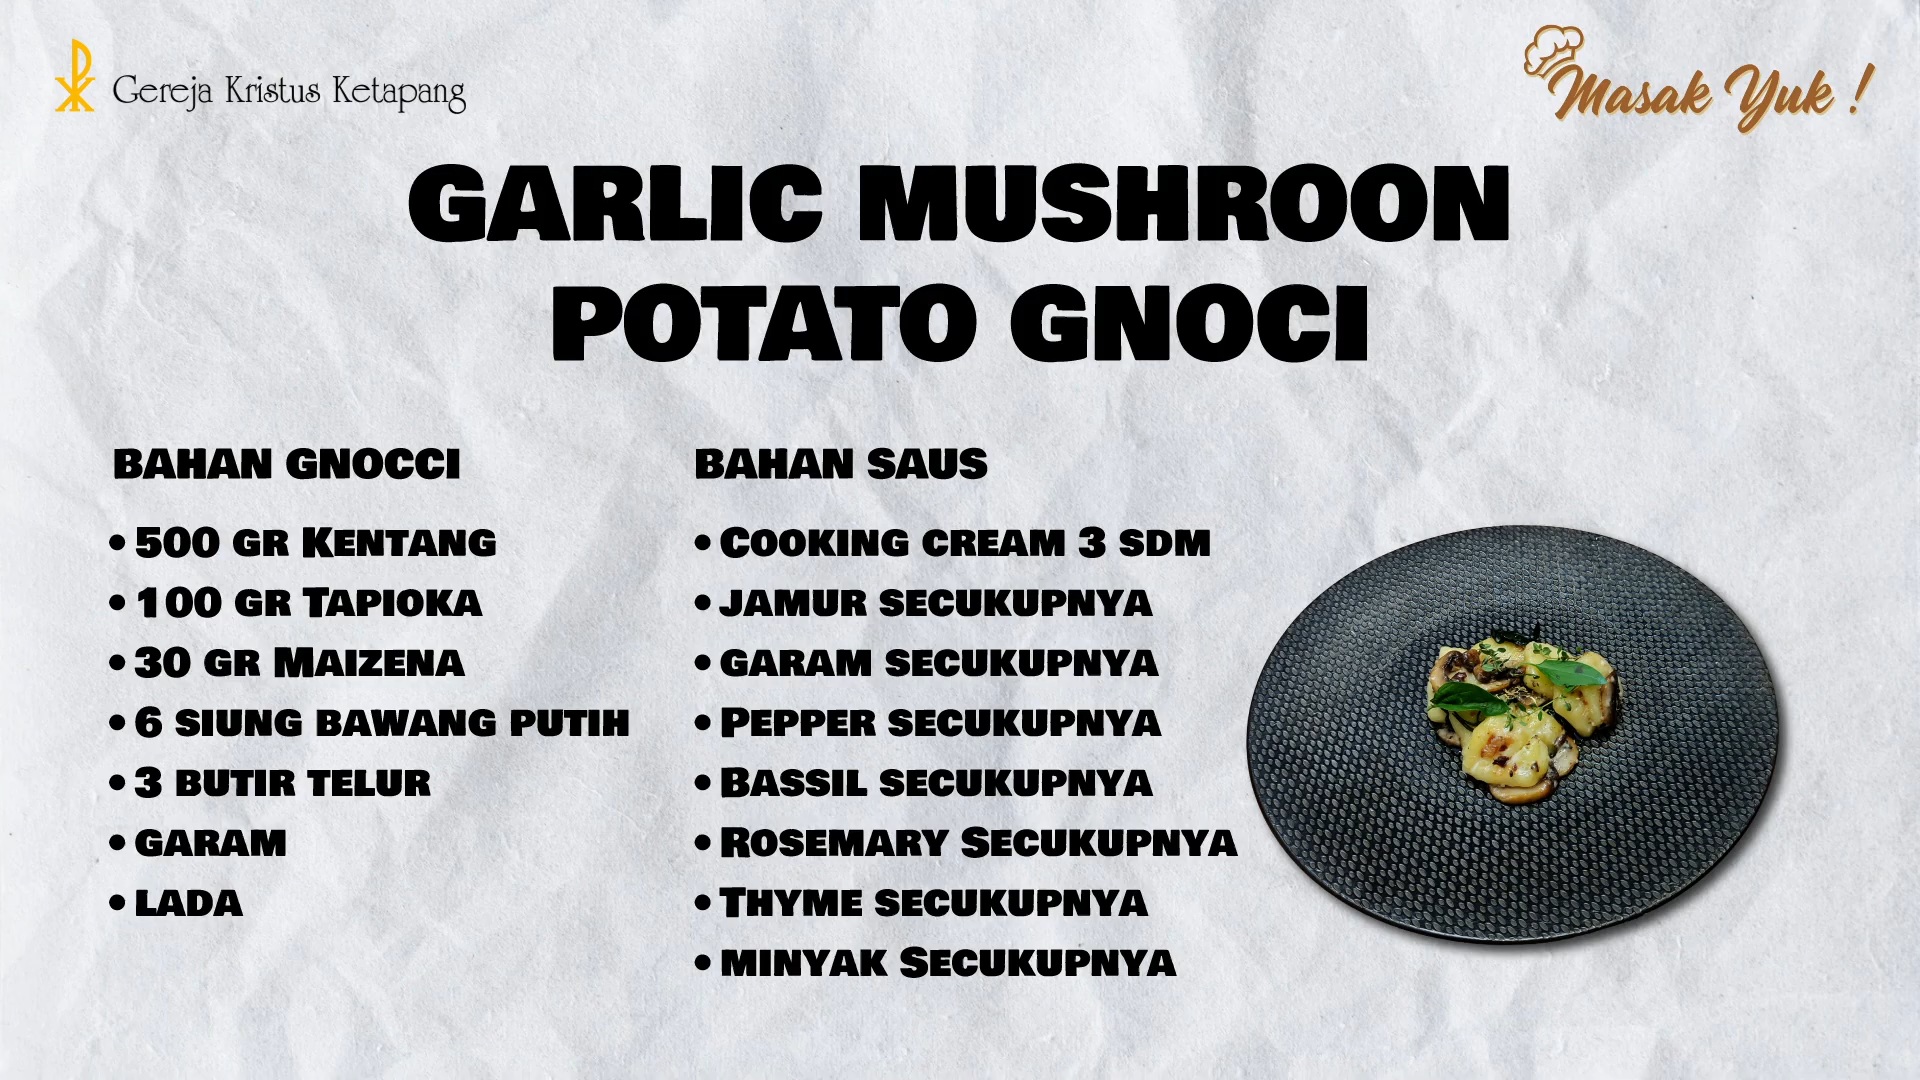 Gereja Kristus Ketapang
Masak Yuk !
GARLIC MUSHROON
POTATO GNOCI
BAHAN GNOCCI
• 500 GR KENTANG
• 100 GR TAPIOKA
• 30 GR MAIZENA
• 6 SIUNG BAWANG PUTIH
• 3 BUTIR TELUR
• GARAM
• LADA
BAHAN SAUS
• COOKING CREAM 3 SDM
• JAMUR SECUKUPNYA
• GARAM SECUKUPNYA
• PEPPER SECUKUPNYA
• BASSIL SECUKUPNYA
• ROSEMARY SECUKUPNYA
• THYME SECUKUPNYA
• MINYAK SECUKUPNYA